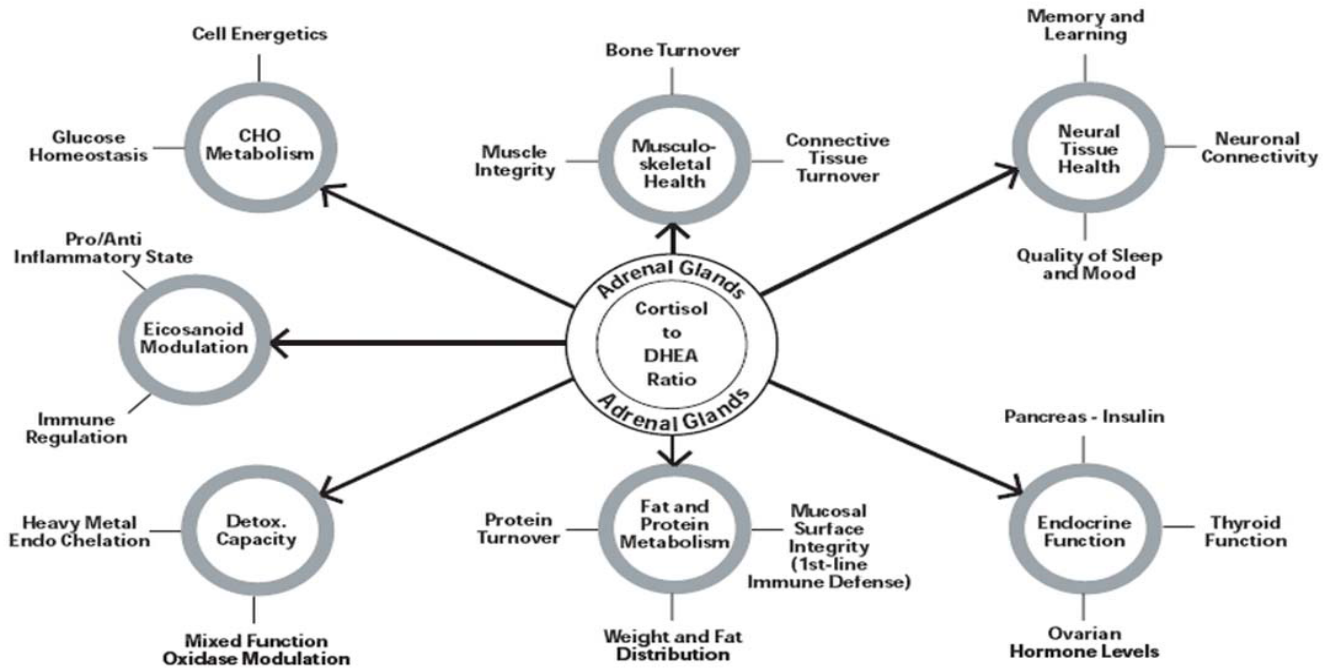 Cell Energetics
Glucose
Homeostasis
CHO
Metabolism
Bone Turnover
Muscle
Integrity
Musculo-
skeletal
Health
Connective
Tissue
Turnover
Memory and
Learning
Neural
Tissue
Health
Neuronal
Connectivity
Quality of Sleep
and Mood
Pro/Anti
Inflammatory State
Eicosanoid
Modulation
Immune
Regulation
Adrenal Glands
Cortisol
to
DHEA
Ratio
Adrenal Glands
Heavy Metal
Endo Chelation
Detox.
Capacity
Mixed Function
Oxidase Modulation
Protein
Turnover
Fat and
Protein
Metabolism
Mucosal
Surface
Integrity
(1st-line
Immune Defense)
Weight and Fat
Distribution
Pancreas - Insulin
Endocrine
Function
Thyroid
Function
Ovarian
Hormone Levels